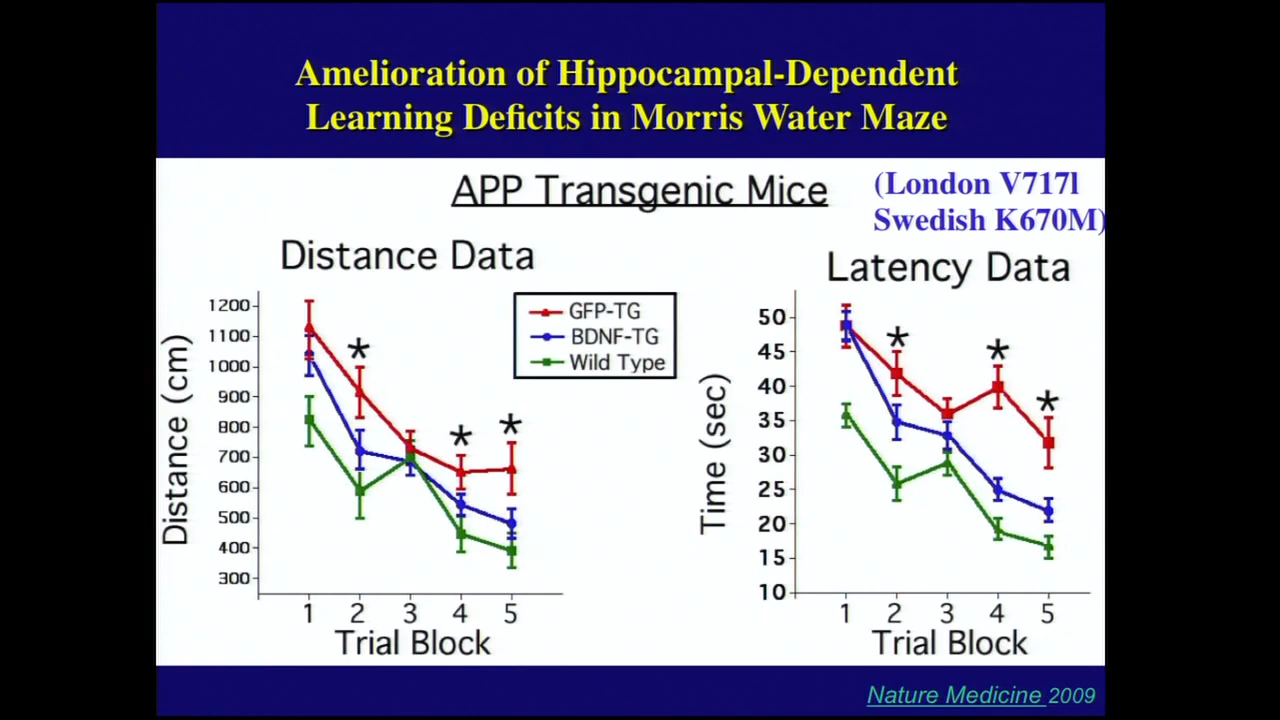 Amelioration of Hippocampal-Dependent
Learning Deficits in Morris Water Maze
APP Transgenic Mice
(London V717l
Swedish K670M)
Distance Data
Distance (cm)
1200
1100
1000
900
800
700
600
500
400
300
*
*
*
1 2 3 4 5
Trial Block
GFP-TG
BDNF-TG
Wild Type
Latency Data
Time (sec)
50
45
40
35
30
25
20
15
10
*
*
*
1 2 3 4 5
Trial Block
Nature Medicine 2009